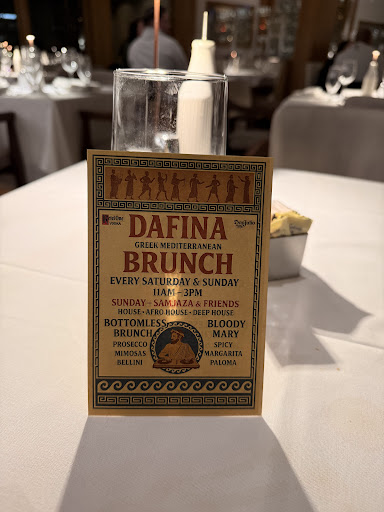 DAFINA
GREEK MEDITERRANEAN
BRUNCH
EVERY SATURDAY & SUNDAY
11AM - 3PM
SUNDAY - SAMJAZA & FRIENDS
HOUSE • AFRO HOUSE • DEEP HOUSE
BOTTOMLESS BRUNCH
PROSECCO
MIMOSAS
BELLINI
BLOODY MARY
SPICY MARGARITA
PALOMA